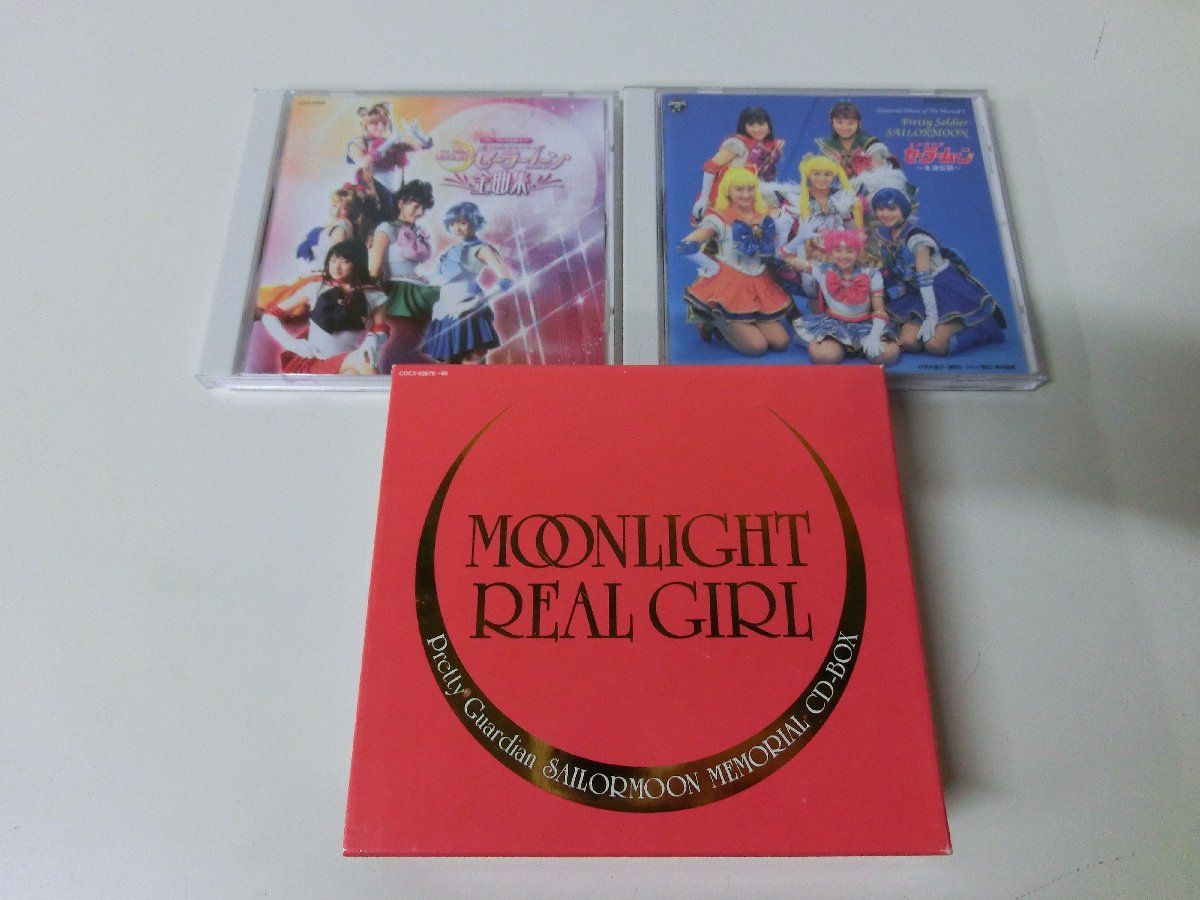 セーラームーン
全曲集
Memorial Album of The Musical
Pretty Soldier
SAILORMOON
セーラームーン
MOONLIGHT
REAL GIRL
Pretty Guardian SAILORMOON MEMORIAL CD-BOX